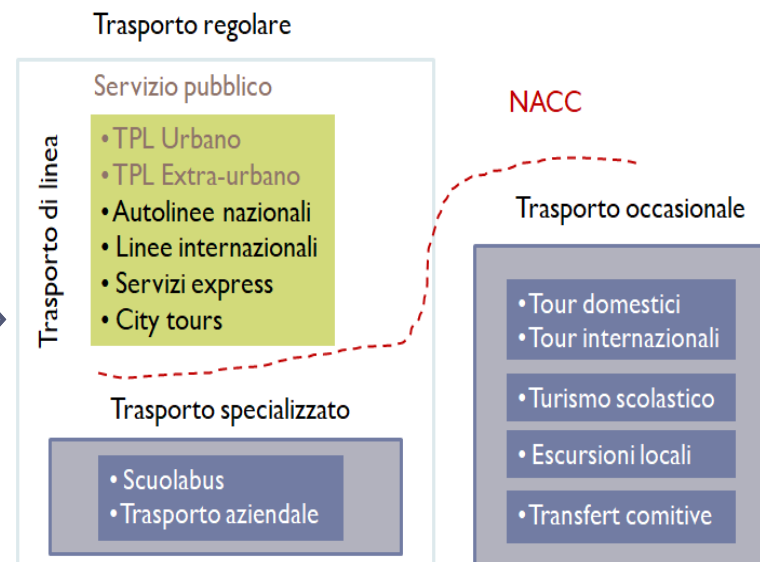 Trasporto regolare
Servizio pubblico
Trasporto di linea
• TPL Urbano
• TPL Extra-urbano
• Autolinee nazionali
• Linee internazionali
• Servizi express
• City tours
Trasporto specializzato
• Scuolabus
• Trasporto aziendale
NACC
Trasporto occasionale
• Tour domestici
• Tour internazionali
• Turismo scolastico
• Escursioni locali
• Transfert comitive